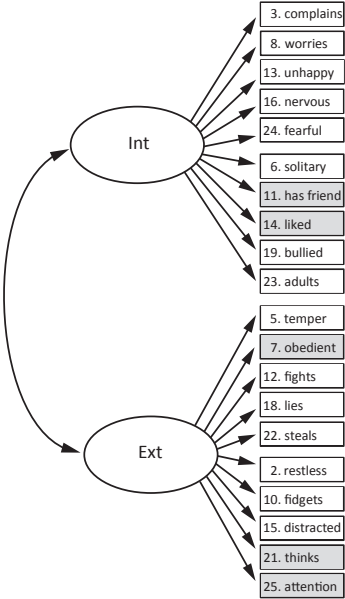 3. complains
8. worries
13. unhappy
16. nervous
24. fearful
Int
6. solitary
11. has friend
14. liked
19. bullied
23. adults
5. temper
7. obedient
12. fights
18. lies
22. steals
Ext
2. restless
10. fidgets
15. distracted
21. thinks
25. attention